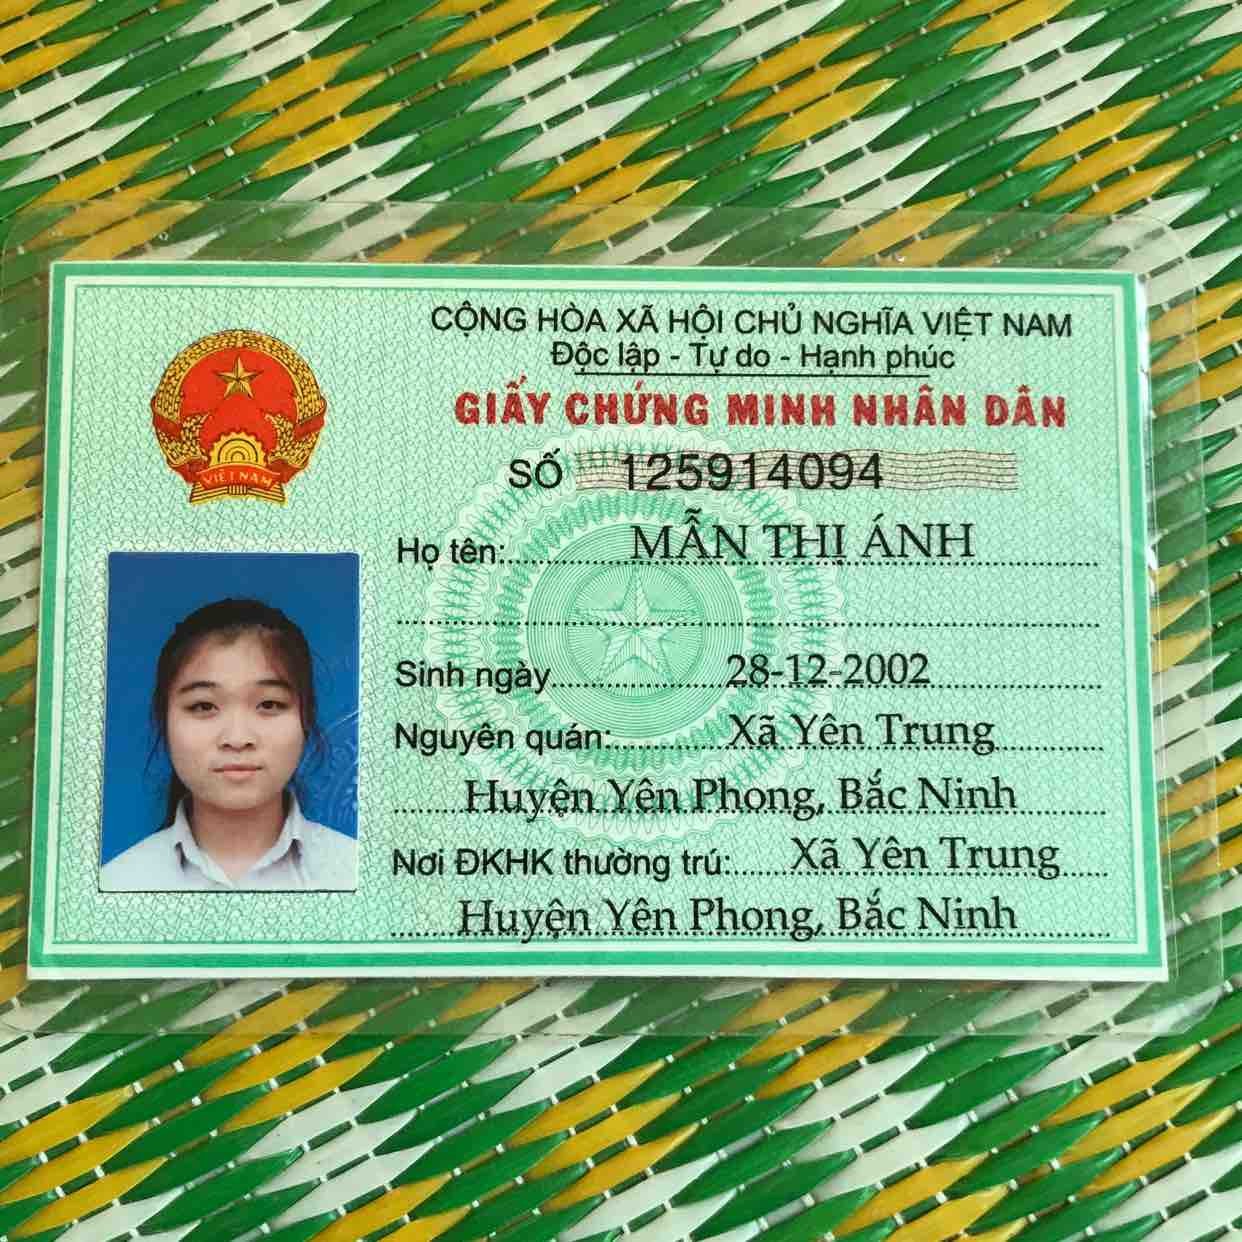 CỘNG HÒA XÃ HỘI CHỦ NGHĨA VIỆT NAM
Độc lập - Tự do - Hạnh phúc
GIẤY CHỨNG MINH NHÂN DÂN
SỐ 125914094
VIET NAM
Họ tên: MẪN THỊ ÁNH
Sinh ngày 28-12-2002
Nguyên quán: Xã Yên Trung
Huyện Yên Phong, Bắc Ninh
Nơi ĐKHK thường trú: Xã Yên Trung
Huyện Yên Phong, Bắc Ninh